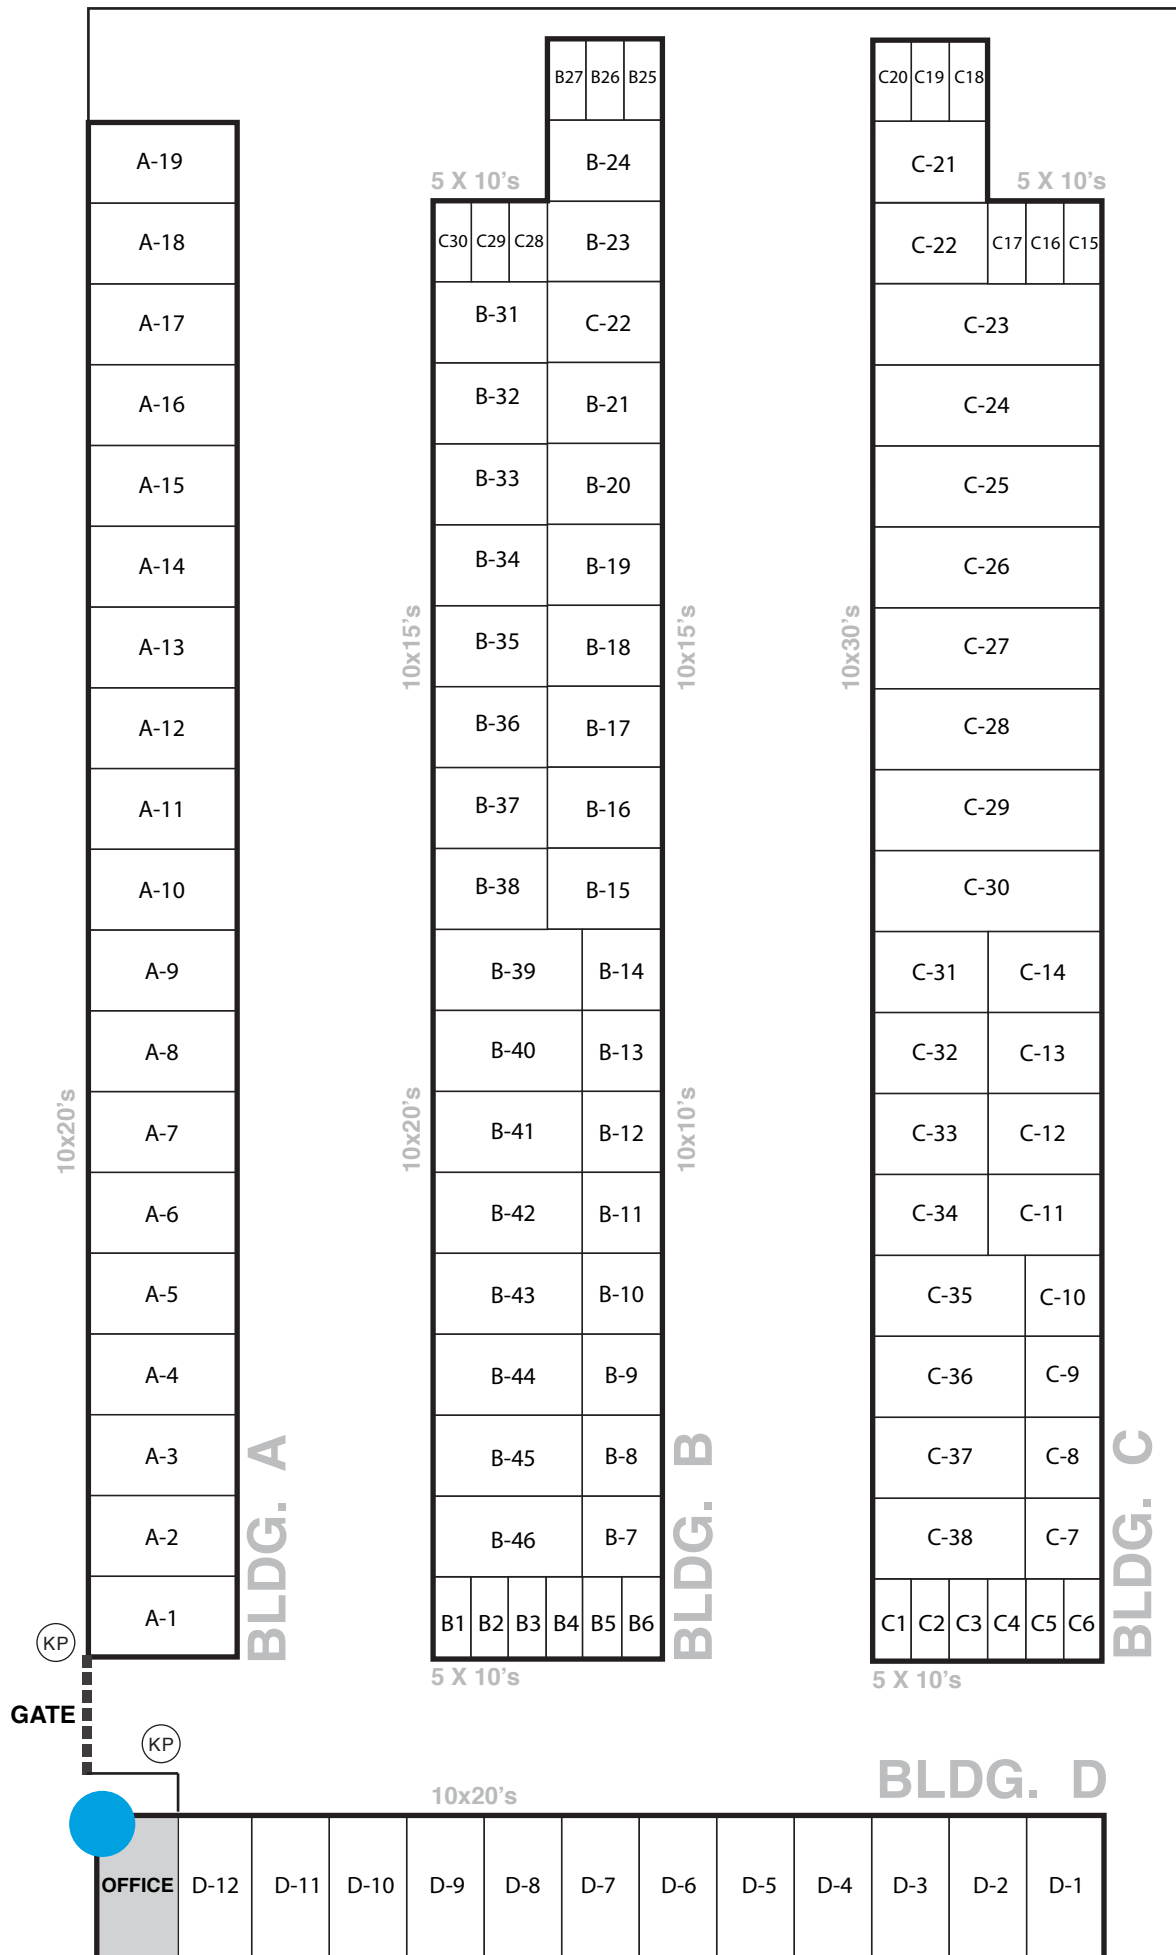 B27 B26 B25
C20 C19 C18
A-19
B-24
C-21
5 X 10's
5 X 10's
A-18
C30 C29 C28
B-23
C-22
C17 C16 C15
A-17
B-31
C-22
C-23
A-16
B-32
B-21
C-24
A-15
B-33
B-20
C-25
A-14
B-34
B-19
C-26
A-13
10x15's
B-35
B-18
10x15's
10x30's
C-27
A-12
B-36
B-17
C-28
A-11
B-37
B-16
C-29
A-10
B-38
B-15
C-30
A-9
B-39
B-14
C-31
C-14
A-8
B-40
B-13
C-32
C-13
10x20's
A-7
10x20's
B-41
B-12
10x10's
C-33
C-12
A-6
B-42
B-11
C-34
C-11
A-5
B-43
B-10
C-35
C-10
A-4
B-44
B-9
C-36
C-9
A-3
B-45
B-8
C-37
C-8
A-2
B-46
B-7
C-38
C-7
BLDG. A
BLDG. B
BLDG. C
A-1
B1 B2 B3 B4 B5 B6
C1 C2 C3 C4 C5 C6
KP
5 X 10's
5 X 10's
GATE
KP
BLDG. D
10x20's
OFFICE D-12 D-11 D-10 D-9 D-8 D-7 D-6 D-5 D-4 D-3 D-2 D-1